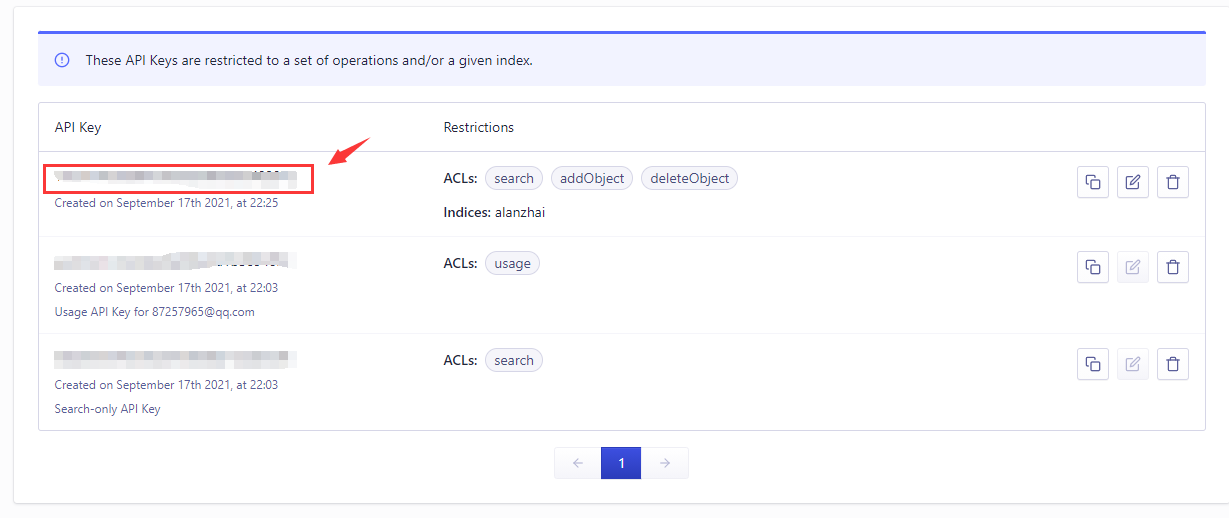 These API Keys are restricted to a set of operations and/or a given index.
API Key Restrictions
ACLs: search addObject deleteObject
Created on September 17th 2021, at 22:25
Indices: alanzhai
ACLs: usage
Created on September 17th 2021, at 22:03
Usage API Key for 87257965@qq.com
ACLs: search
Created on September 17th 2021, at 22:03
Search-only API Key
1